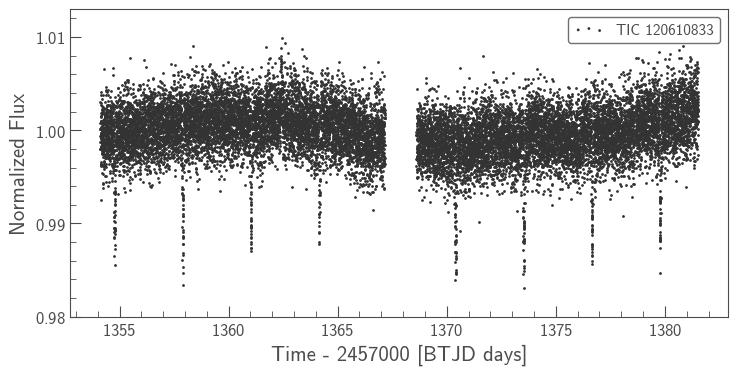 TIC 120610833
1.01
1.00
0.99
0.98
Normalized Flux
1355 1360 1365 1370 1375 1380
Time - 2457000 [BTJD days]